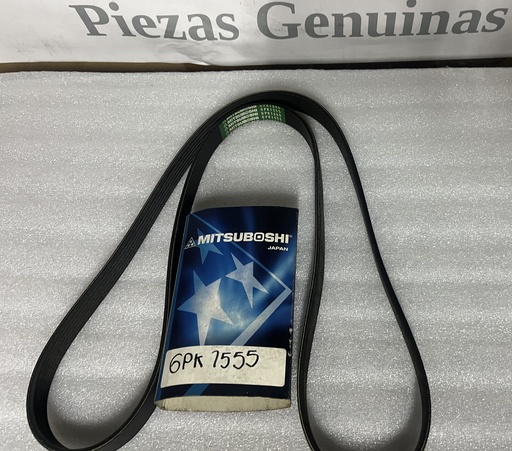 Piezas Genuinas
MITSUBOSHI
JAPAN
6PK 1555